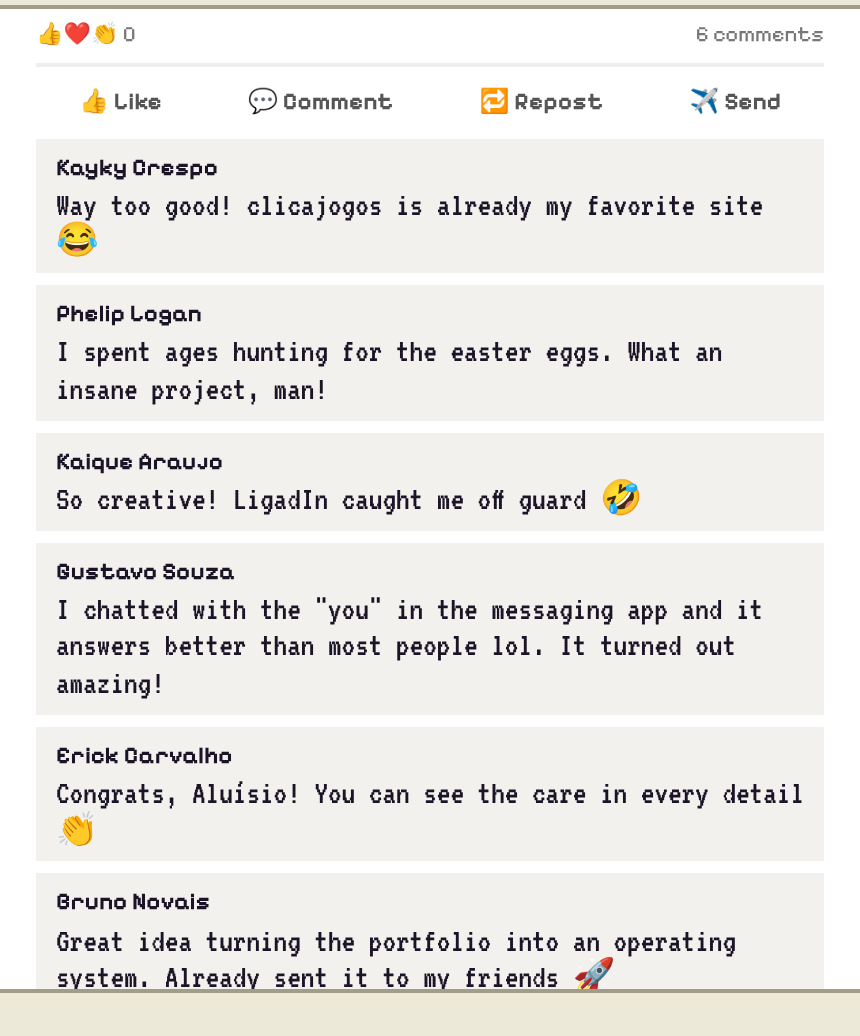 👍❤️👏 0 6 comments
👍 Like 💬 Comment 🔁 Repost ✈️ Send
Kayky Crespo
Way too good! clicajogos is already my favorite site
😂
Phelip Logan
I spent ages hunting for the easter eggs. What an
insane project, man!
Kaique Araujo
So creative! LigadIn caught me off guard 🤣
Gustavo Souza
I chatted with the "you" in the messaging app and it
answers better than most people lol. It turned out
amazing!
Erick Carvalho
Congrats, Aluísio! You can see the care in every detail
👏
Bruno Novais
Great idea turning the portfolio into an operating
system. Already sent it to my friends 🚀